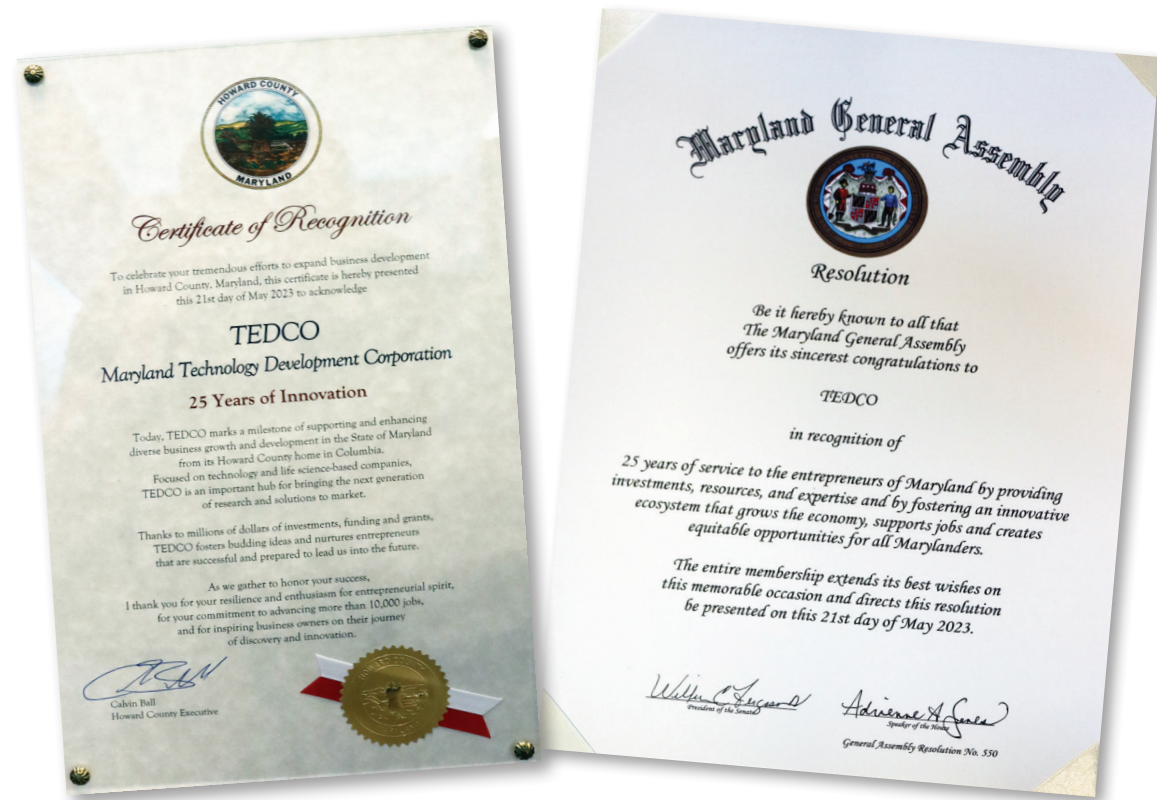 HOWARD COUNTY
MARYLAND
Certificate of Recognition
To celebrate your tremendous efforts to expand business development
in Howard County, Maryland, this certificate is hereby presented
this 21st day of May 2023 to acknowledge
TEDCO
Maryland Technology Development Corporation
25 Years of Innovation
Today, TEDCO marks a milestone of supporting and enhancing
diverse business growth and development in the State of Maryland
from its Howard County home in Columbia.
Focused on technology and life science-based companies,
TEDCO is an important hub for bringing the next generation
of research and solutions to market.
Thanks to millions of dollars of investments, funding and grants,
TEDCO fosters budding ideas and nurtures entrepreneurs
that are successful and prepared to lead us into the future.
As we gather to honor your success,
I thank you for your resilience and enthusiasm for entrepreneurial spirit,
for your commitment to advancing more than 10,000 jobs,
and for inspiring business owners on their journey
of discovery and innovation.
Calvin Ball
Howard County Executive
HOWARD COUNTY
Maryland General Assembly
Resolution
Be it hereby known to all that
The Maryland General Assembly
offers its sincerest congratulations to
TEDCO
in recognition of
25 years of service to the entrepreneurs of Maryland by providing
investments, resources, and expertise and by fostering an innovative
ecosystem that grows the economy, supports jobs and creates
equitable opportunities for all Marylanders.
The entire membership extends its best wishes on
this memorable occasion and directs this resolution
be presented on this 21st day of May 2023.
President of the Senate
Adrienne A. Jones
Speaker of the House
General Assembly Resolution No. 550